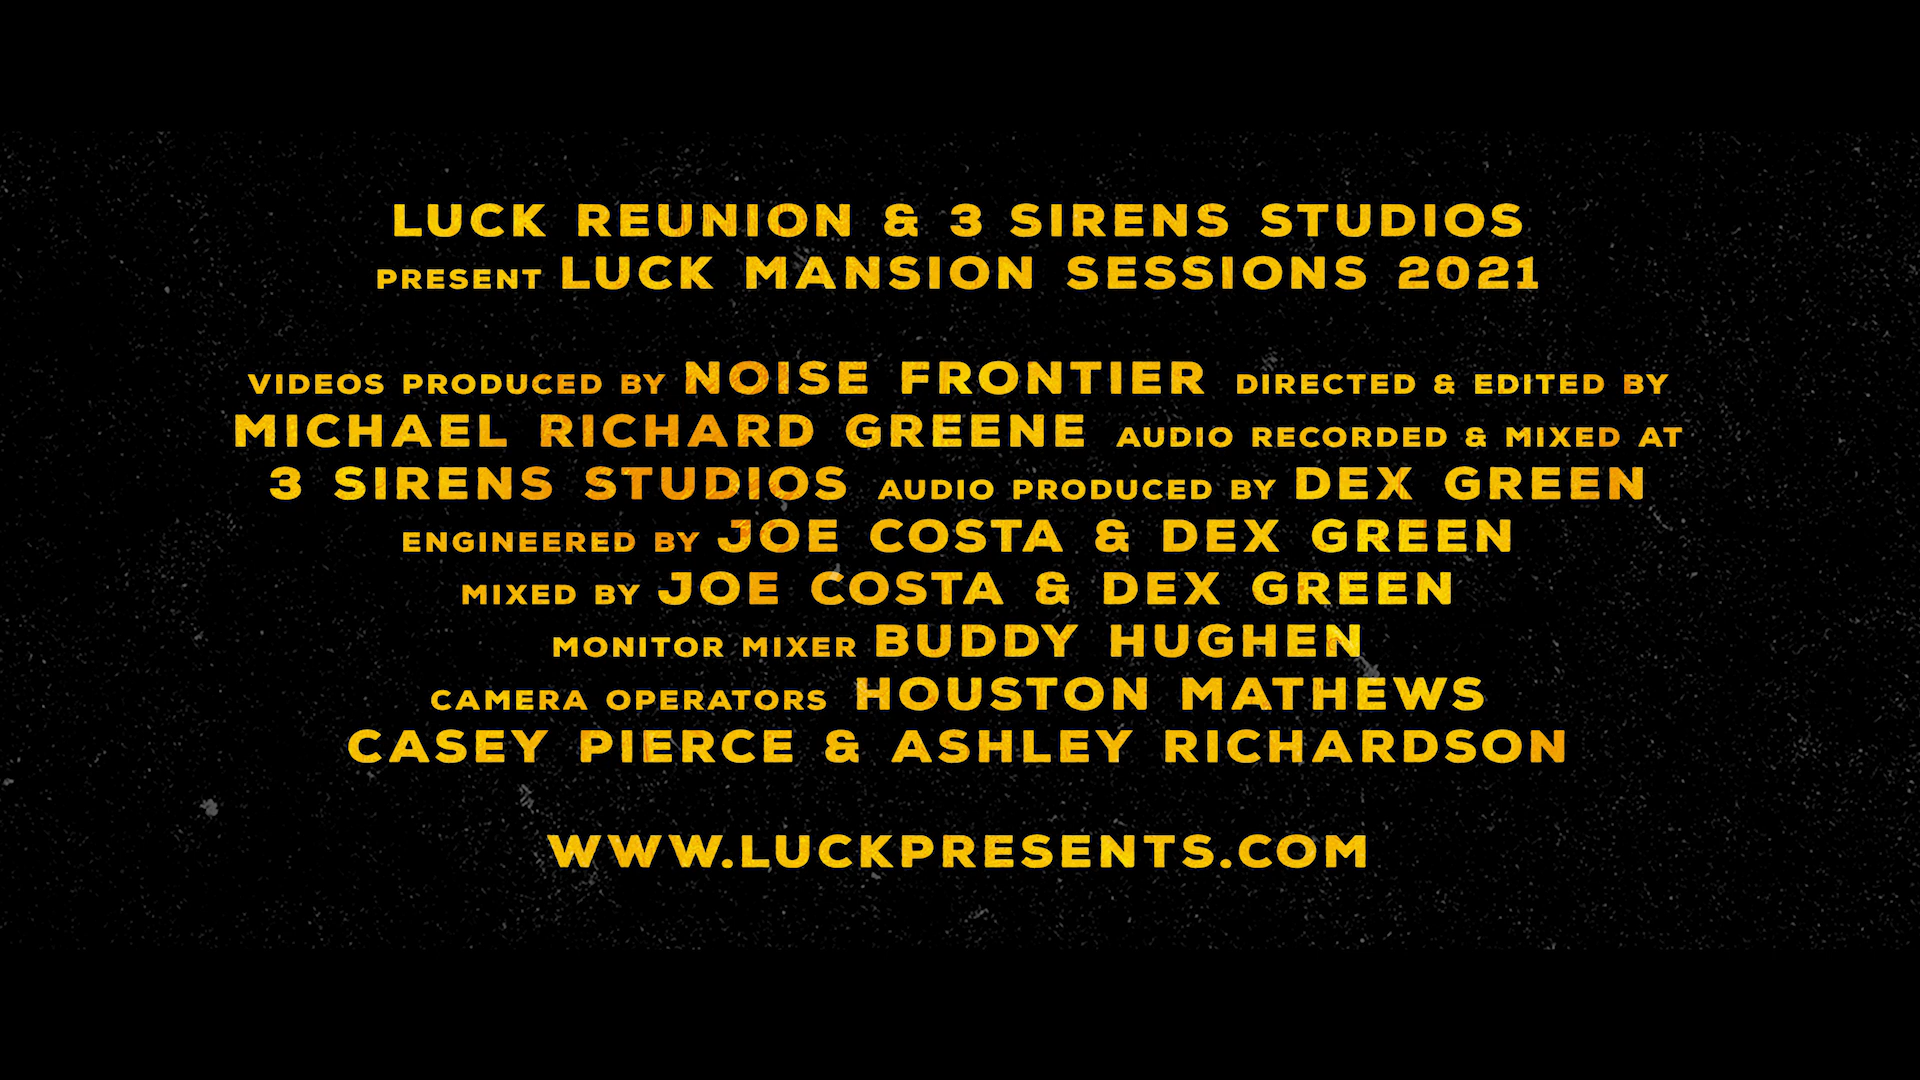 LUCK REUNION & 3 SIRENS STUDIOS
PRESENT LUCK MANSION SESSIONS 2021
VIDEOS PRODUCED BY NOISE FRONTIER DIRECTED & EDITED BY
MICHAEL RICHARD GREENE AUDIO RECORDED & MIXED AT
3 SIRENS STUDIOS AUDIO PRODUCED BY DEX GREEN
ENGINEERED BY JOE COSTA & DEX GREEN
MIXED BY JOE COSTA & DEX GREEN
MONITOR MIXER BUDDY HUGHEN
CAMERA OPERATORS HOUSTON MATHEWS
CASEY PIERCE & ASHLEY RICHARDSON
WWW.LUCKPRESENTS.COM